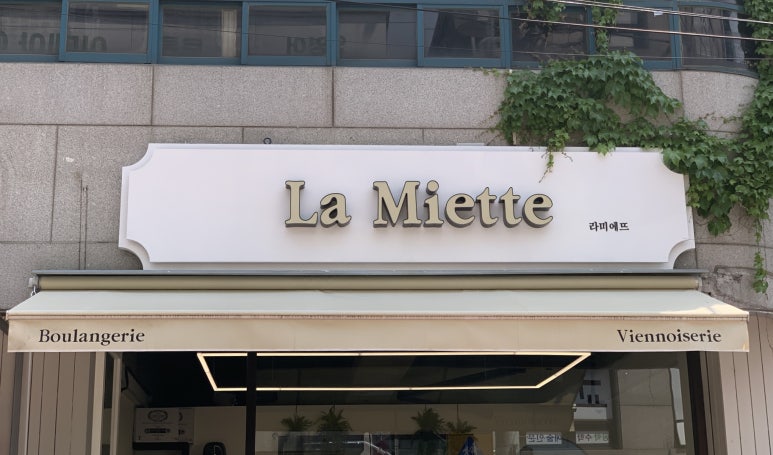 La Miette
라미에뜨
Boulangerie
Viennoiserie